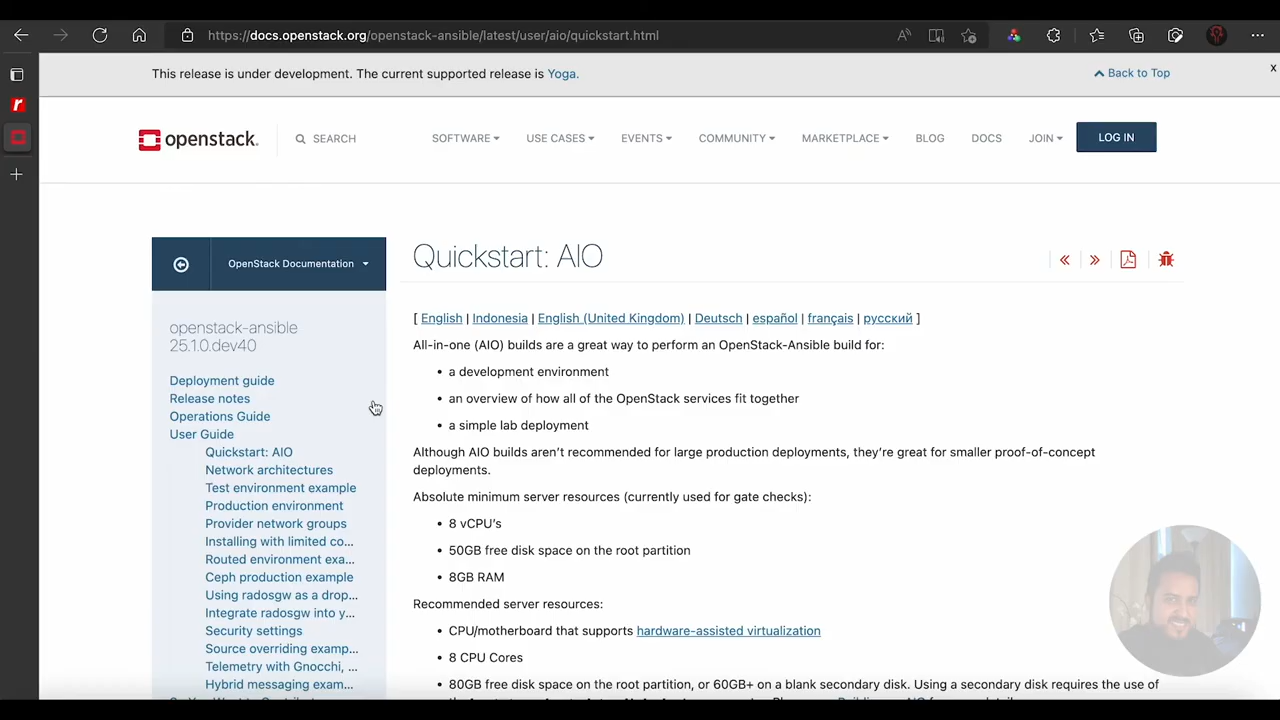 https://docs.openstack.org/openstack-ansible/latest/user/aio/quickstart.html
This release is under development. The current supported release is Yoga.
Back to Top
x
openstack.
SEARCH
SOFTWARE
USE CASES
EVENTS
COMMUNITY
MARKETPLACE
BLOG
DOCS
JOIN
LOG IN
OpenStack Documentation
openstack-ansible
25.1.0.dev40
Deployment guide
Release notes
Operations Guide
User Guide
Quickstart: AIO
Network architectures
Test environment example
Production environment
Provider network groups
Installing with limited co...
Routed environment exa...
Ceph production example
Using radosgw as a drop...
Integrate radosgw into y...
Security settings
Source overriding examp...
Telemetry with Gnocchi, ...
Hybrid messaging exam...
Quickstart: AIO
[ English | Indonesia | English (United Kingdom) | Deutsch | español | français | русский ]
All-in-one (AIO) builds are a great way to perform an OpenStack-Ansible build for:
• a development environment
• an overview of how all of the OpenStack services fit together
• a simple lab deployment
Although AIO builds aren't recommended for large production deployments, they're great for smaller proof-of-concept
deployments.
Absolute minimum server resources (currently used for gate checks):
• 8 vCPU's
• 50GB free disk space on the root partition
• 8GB RAM
Recommended server resources:
• CPU/motherboard that supports hardware-assisted virtualization
• 8 CPU Cores
• 80GB free disk space on the root partition, or 60GB+ on a blank secondary disk. Using a secondary disk requires the use of